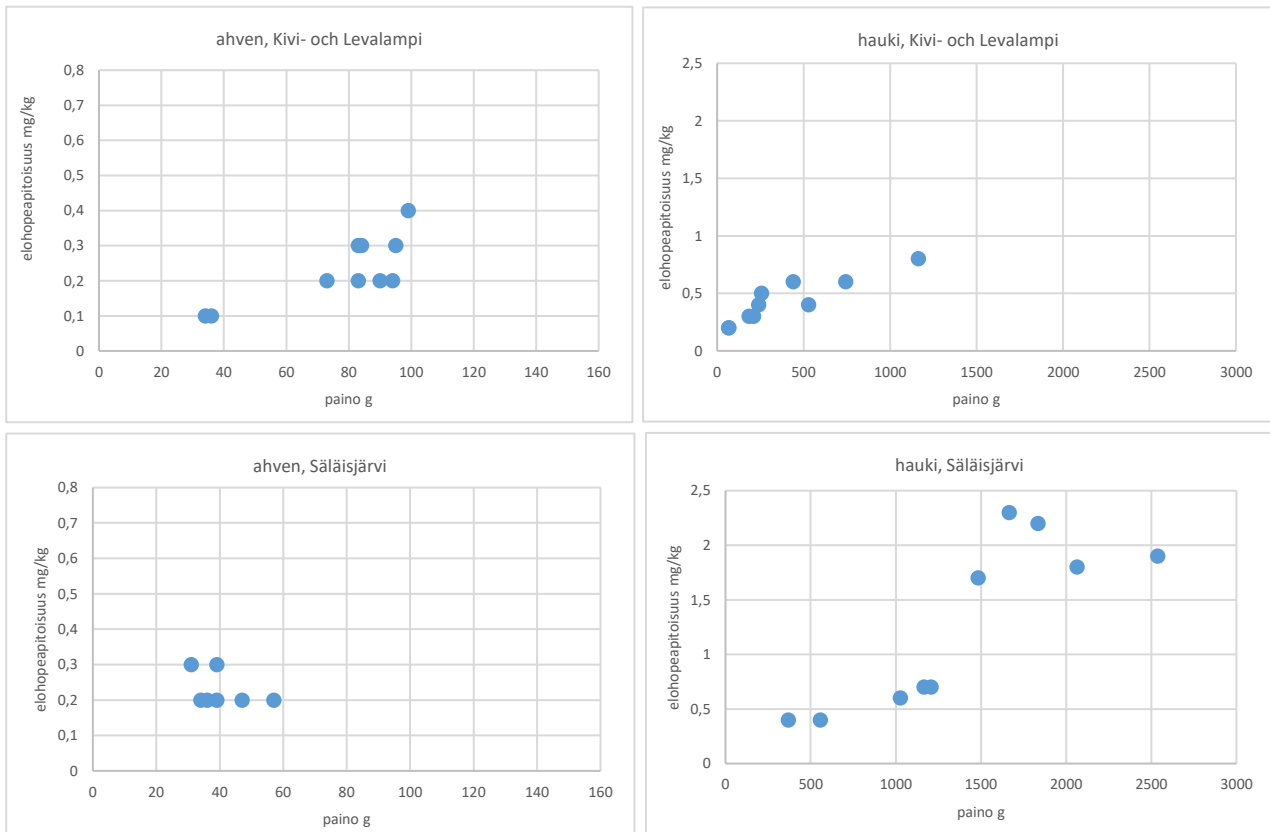 ahven, Kivi- och Levalampi
elohopeapitoisuus mg/kg
0,8
0,7
0,6
0,5
0,4
0,3
0,2
0,1
0
0 20 40 60 80 100 120 140 160
paino g
hauki, Kivi- och Levalampi
elohopeapitoisuus mg/kg
2,5
2
1,5
1
0,5
0
0 500 1000 1500 2000 2500 3000
paino g
ahven, Säläisjärvi
elohopeapitoisuus mg/kg
0,8
0,7
0,6
0,5
0,4
0,3
0,2
0,1
0
0 20 40 60 80 100 120 140 160
paino g
hauki, Säläisjärvi
elohopeapitoisuus mg/kg
2,5
2
1,5
1
0,5
0
0 500 1000 1500 2000 2500 3000
paino g